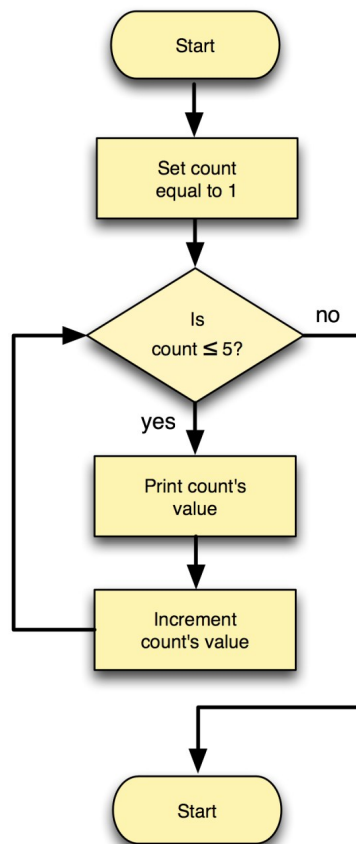 Start
Set count
equal to 1
Is
count ≤ 5?
no
yes
Print count's
value
Increment
count's value
Start